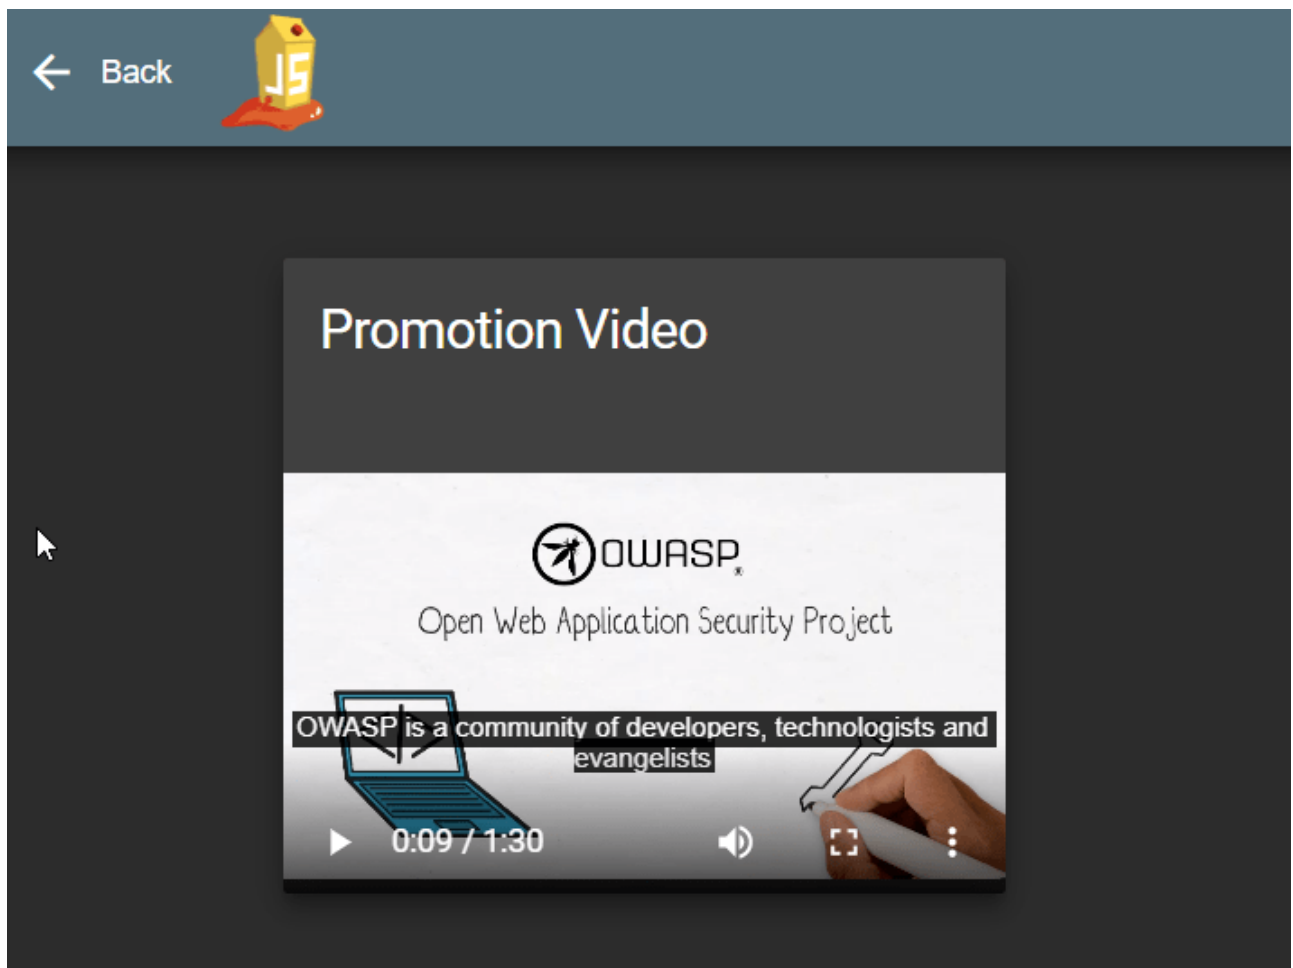 Back
JS
Promotion Video
OWASP®
Open Web Application Security Project
OWASP is a community of developers, technologists and
evangelists
0:09 / 1:30